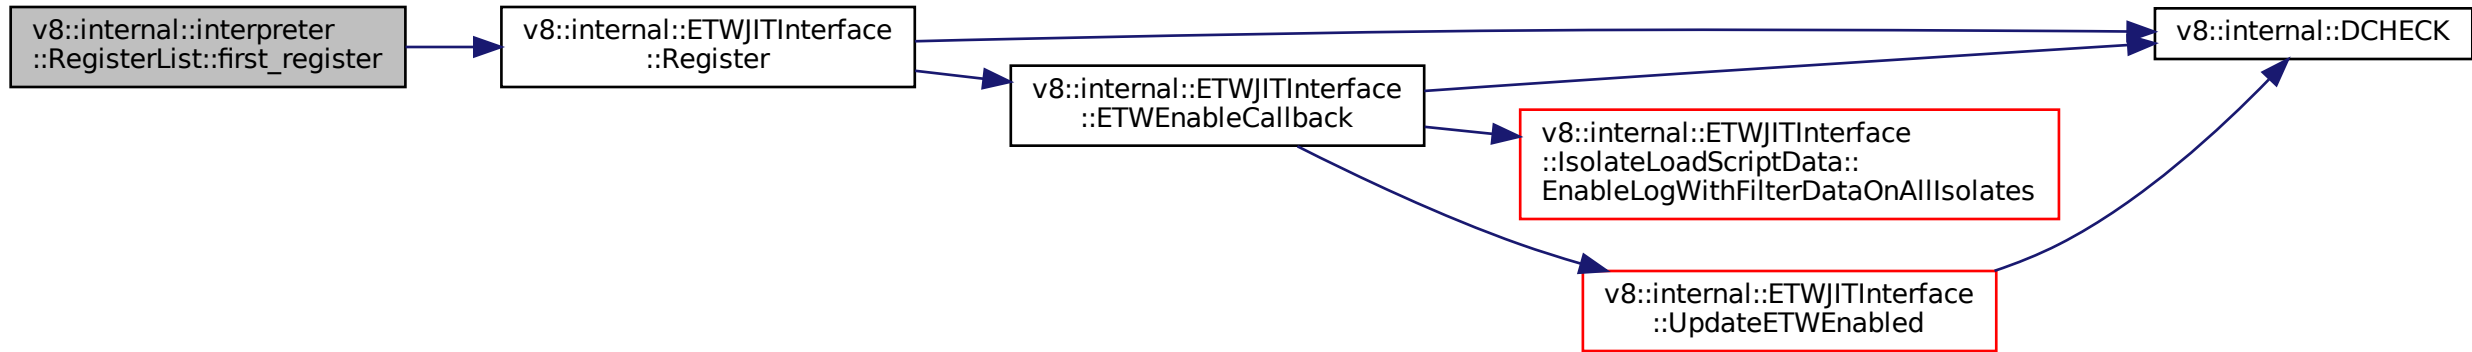 v8::internal::interpreter
::RegisterList::first_register
v8::internal::ETWJITInterface
::Register
v8::internal::ETWJITInterface
::ETWEnableCallback
v8::internal::DCHECK
v8::internal::ETWJITInterface
::IsolateLoadScriptData::
EnableLogWithFilterDataOnAllIsolates
v8::internal::ETWJITInterface
::UpdateETWEnabled